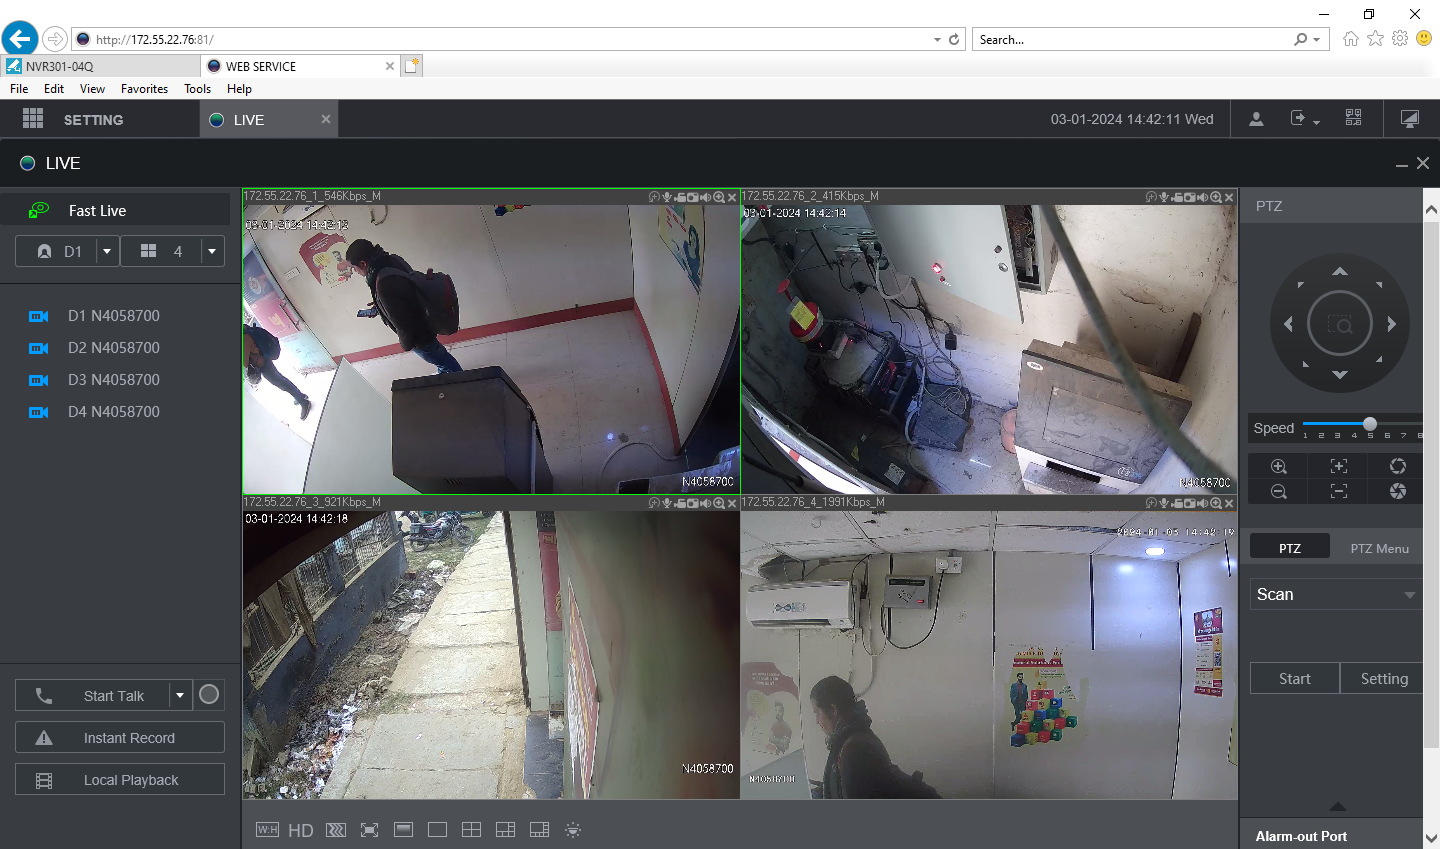 http://172.55.22.76:81/
Search...
NVR301-04Q
WEB SERVICE
File Edit View Favorites Tools Help
SETTING
LIVE
03-01-2024 14:42:11 Wed
LIVE
Fast Live
D1
4
D1 N4058700
D2 N4058700
D3 N4058700
D4 N4058700
Start Talk
Instant Record
Local Playback
172.55.22.76_1_546Kbps_M
03-01-2024 14:42:13
N4058700
172.55.22.76_2_415Kbps_M
03-01-2024 14:42:14
N4058700
172.55.22.76_3_921Kbps_M
03-01-2024 14:42:18
N4058700
172.55.22.76_4_1991Kbps_M
2024-01-03 14:42:19
N4058700
W:H HD
PTZ
Speed
1 2 3 4 5 6 7 8
PTZ PTZ Menu
Scan
Start Setting
Alarm-out Port